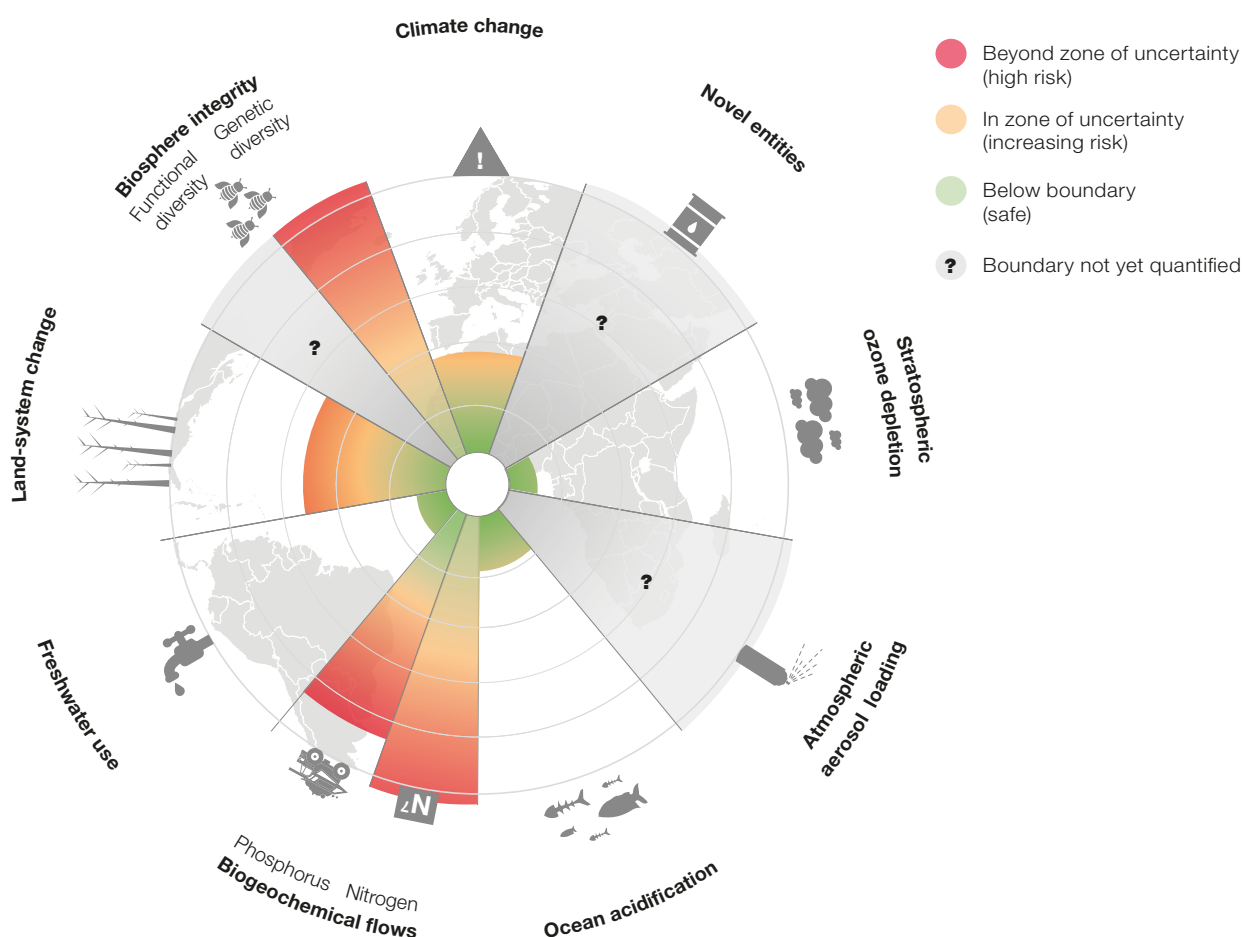 Climate change
Biosphere integrity
Genetic
diversity
Functional
diversity
Novel entities
Stratospheric
ozone depletion
Atmospheric
aerosol loading
Ocean acidification
Phosphorus Nitrogen
Biogeochemical flows
Freshwater use
Land-system change
!
?
?
?
N7
Beyond zone of uncertainty
(high risk)
In zone of uncertainty
(increasing risk)
Below boundary
(safe)
? Boundary not yet quantified